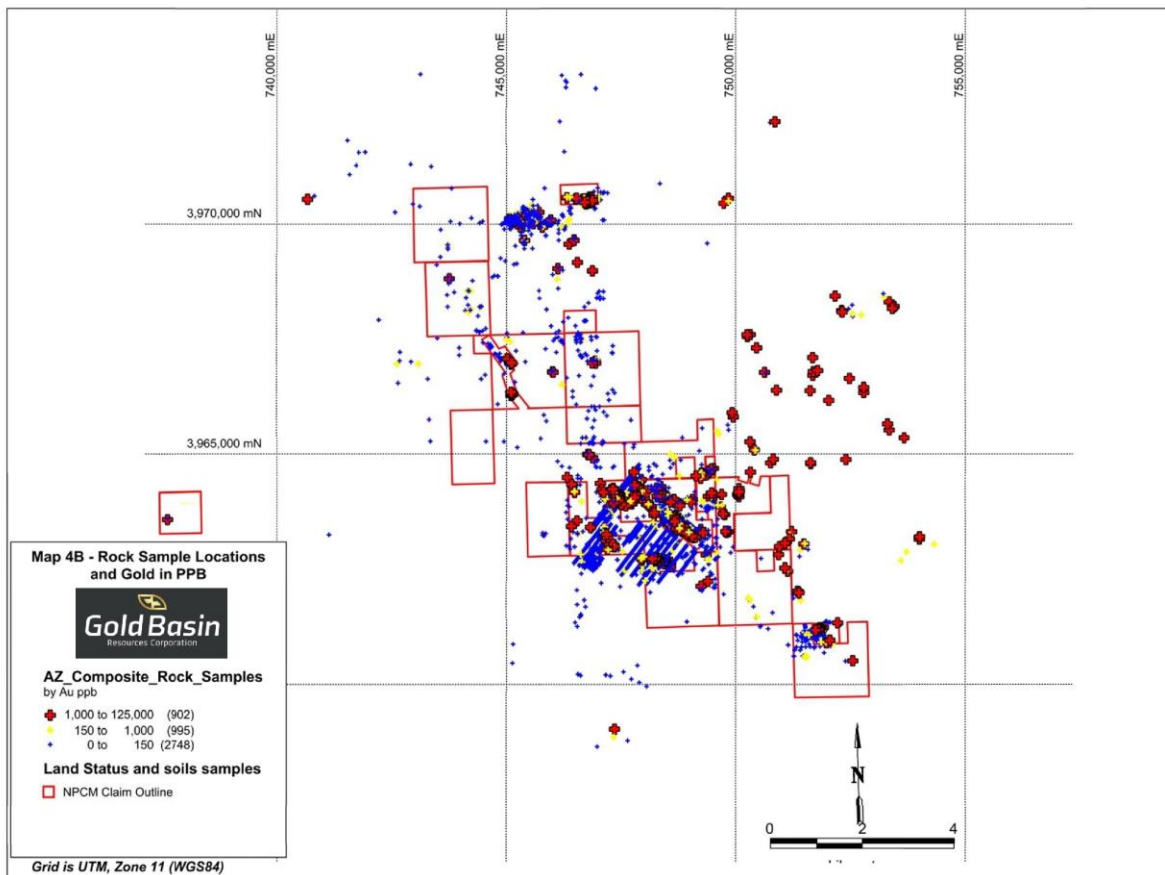 740,000 mE
745,000 mE
750,000 mE
755,000 mE
3,970,000 mN
3,965,000 mN
Map 4B - Rock Sample Locations
and Gold in PPB
Gold Basin
Resources Corporation
AZ_Composite_Rock_Samples
by Au ppb
1,000 to 125,000 (902)
150 to 1,000 (995)
0 to 150 (2748)
Land Status and soils samples
NPCM Claim Outline
N
0 2 4
Grid is UTM, Zone 11 (WGS84)